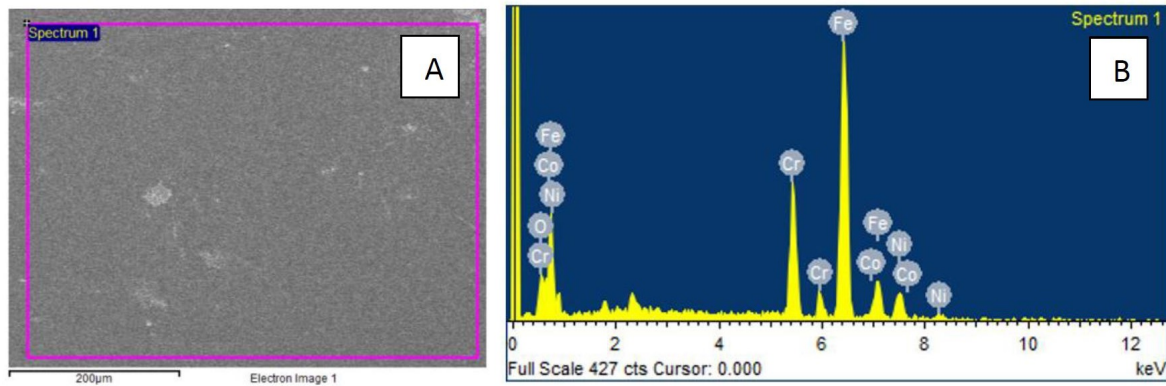 Spectrum 1
A
200µm
Electron Image 1
Spectrum 1
B
Fe
Fe
Co
Ni
O
Cr
Cr
Cr
Fe
Co
Ni
Co
Ni
0 2 4 6 8 10 12
Full Scale 427 cts Cursor: 0.000 keV